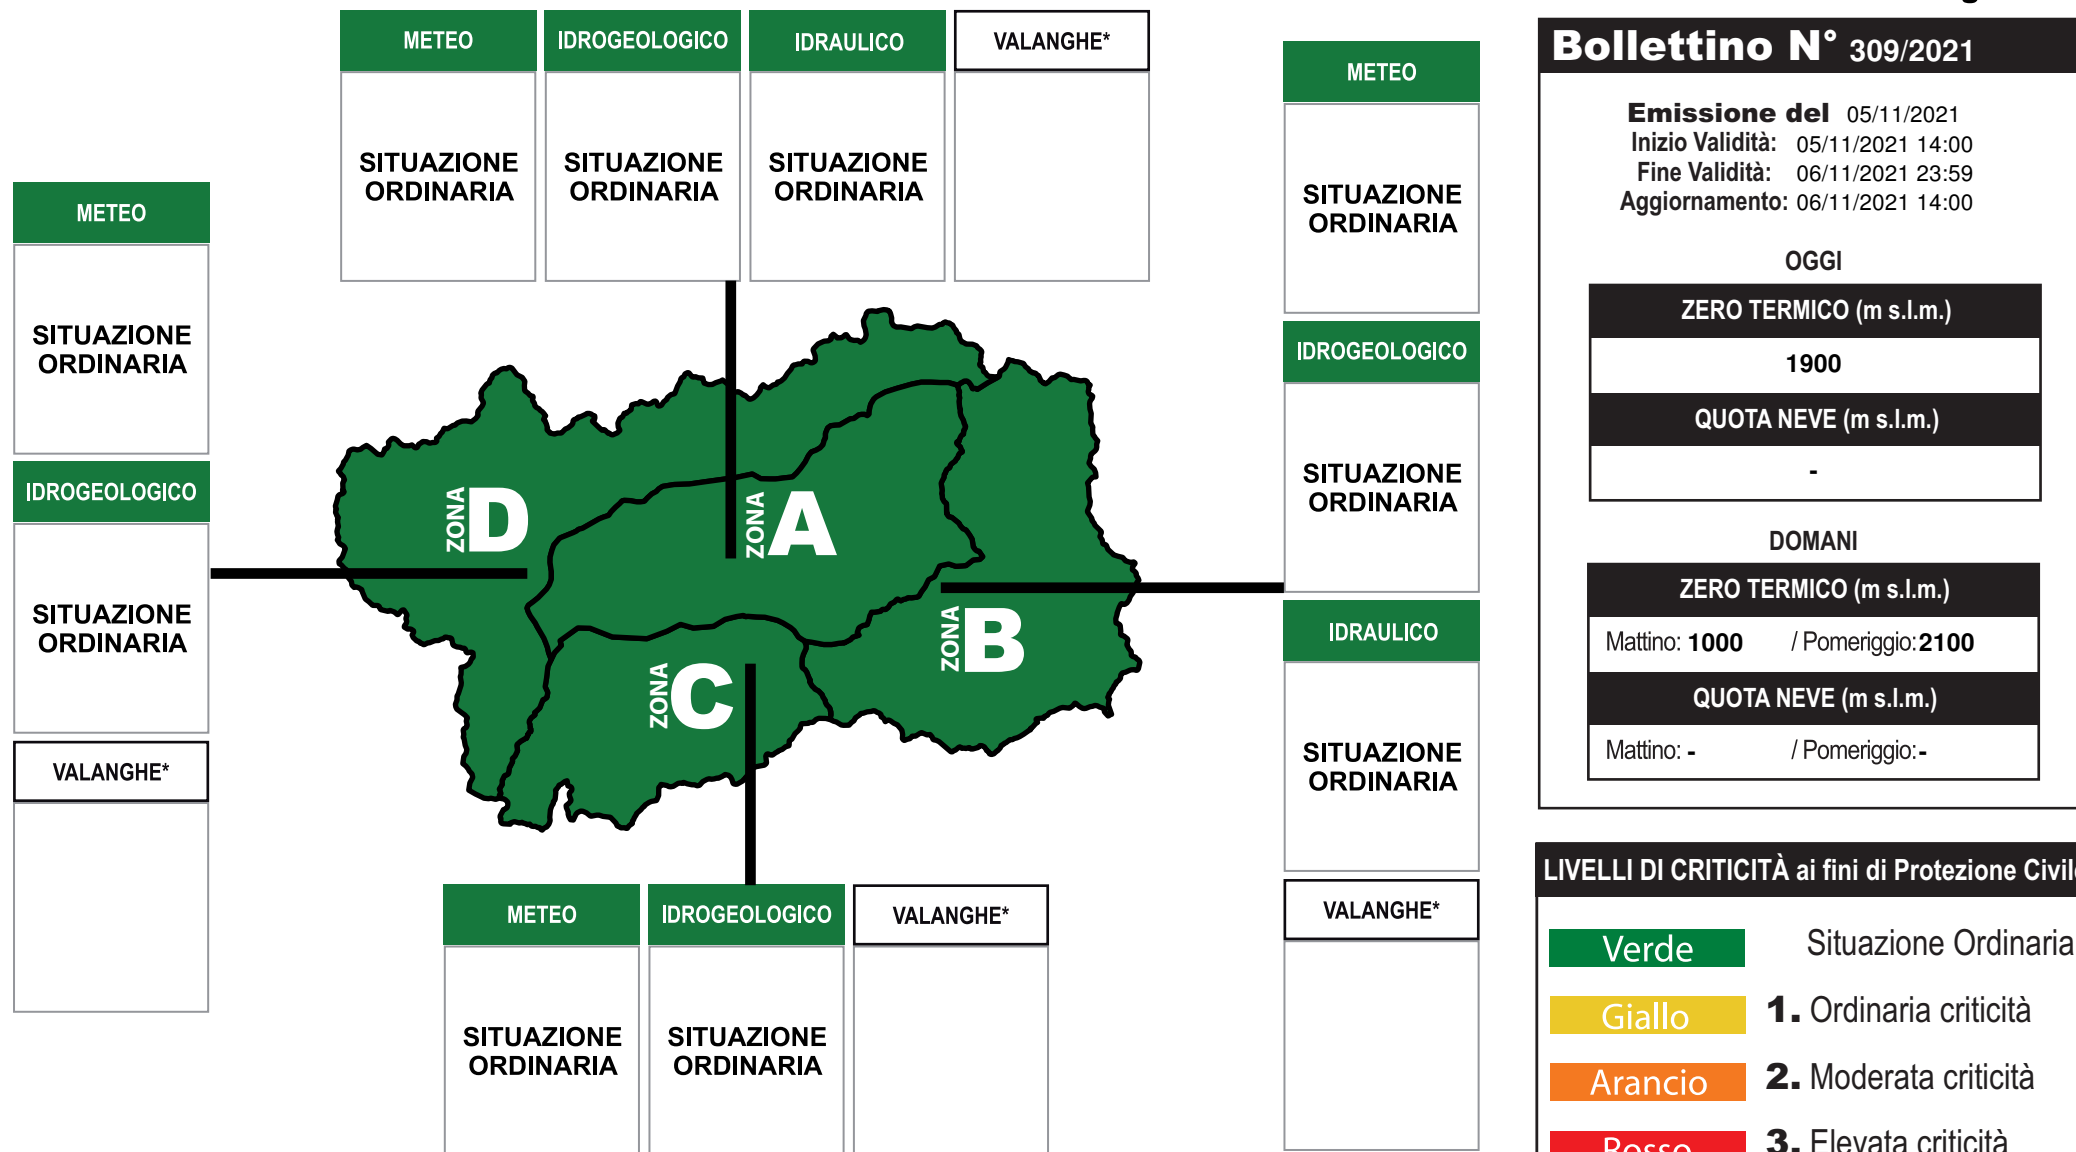 METEO IDROGEOLOGICO IDRAULICO VALANGHE*
SITUAZIONE ORDINARIA
SITUAZIONE ORDINARIA
SITUAZIONE ORDINARIA
METEO
SITUAZIONE
ORDINARIA
IDROGEOLOGICO
SITUAZIONE
ORDINARIA
VALANGHE*
ZONA D
ZONA A
ZONA B
ZONA C
METEO
SITUAZIONE
ORDINARIA
IDROGEOLOGICO
SITUAZIONE
ORDINARIA
IDRAULICO
SITUAZIONE
ORDINARIA
VALANGHE*
METEO IDROGEOLOGICO VALANGHE*
SITUAZIONE ORDINARIA
SITUAZIONE ORDINARIA
Bollettino N° 309/2021
Emissione del 05/11/2021
Inizio Validità: 05/11/2021 14:00
Fine Validità: 06/11/2021 23:59
Aggiornamento: 06/11/2021 14:00
OGGI
ZERO TERMICO (m s.l.m.)
1900
QUOTA NEVE (m s.l.m.)
-
DOMANI
ZERO TERMICO (m s.l.m.)
Mattino: 1000 / Pomeriggio: 2100
QUOTA NEVE (m s.l.m.)
Mattino: - / Pomeriggio: -
LIVELLI DI CRITICITÀ ai fini di Protezione Civile
Verde Situazione Ordinaria
Giallo 1. Ordinaria criticità
Arancio 2. Moderata criticità
Rosso 3. Elevata criticità